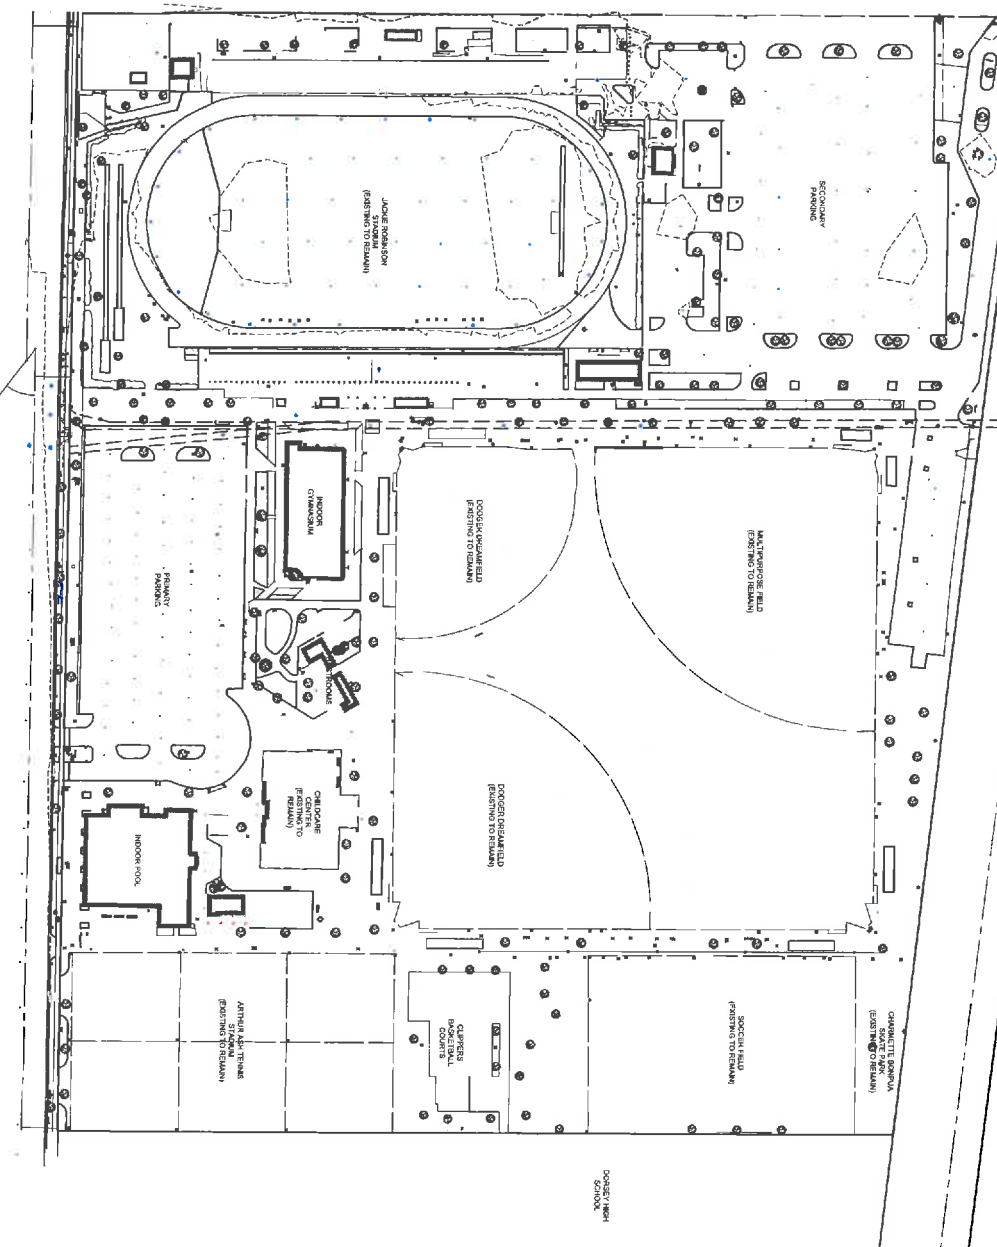 SECONDARY
PARKING
JACKIE ROBINSON
STADIUM
(EXISTING TO REMAIN)
INDOOR
GYMNASIUM
DODGER DREAMFIELD
(EXISTING TO REMAIN)
MULTIPURPOSE FIELD
(EXISTING TO REMAIN)
PRIMARY
PARKING
CHILDCARE
CENTER
(EXISTING TO
REMAIN)
DODGER DREAMFIELD
(EXISTING TO REMAIN)
INDOOR POOL
ARTHUR ASH TENNIS
STADIUM
(EXISTING TO REMAIN)
CLIPPERS
BASKETBALL
COURTS
SOCCER FIELD
(EXISTING TO REMAIN)
CHARNETTE BONPUA
SKATE PARK
(EXISTING TO REMAIN)
DORSEY HIGH
SCHOOL